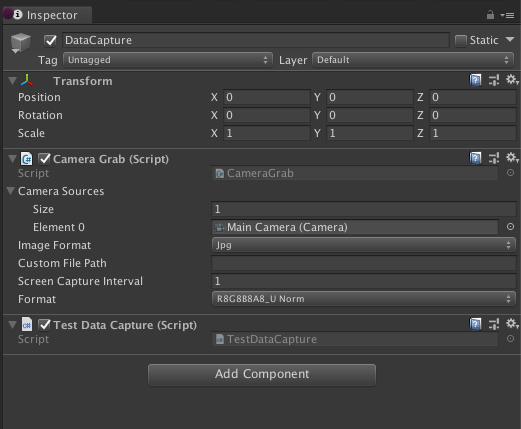 Inspector
DataCapture Static
Tag Untagged Layer Default
Transform
Position X 0 Y 0 Z 0
Rotation X 0 Y 0 Z 0
Scale X 1 Y 1 Z 1
Camera Grab (Script)
Script CameraGrab
Camera Sources
Size 1
Element 0 Main Camera (Camera)
Image Format Jpg
Custom File Path
Screen Capture Interval 1
Format R8G8B8A8_U Norm
Test Data Capture (Script)
Script TestDataCapture
Add Component